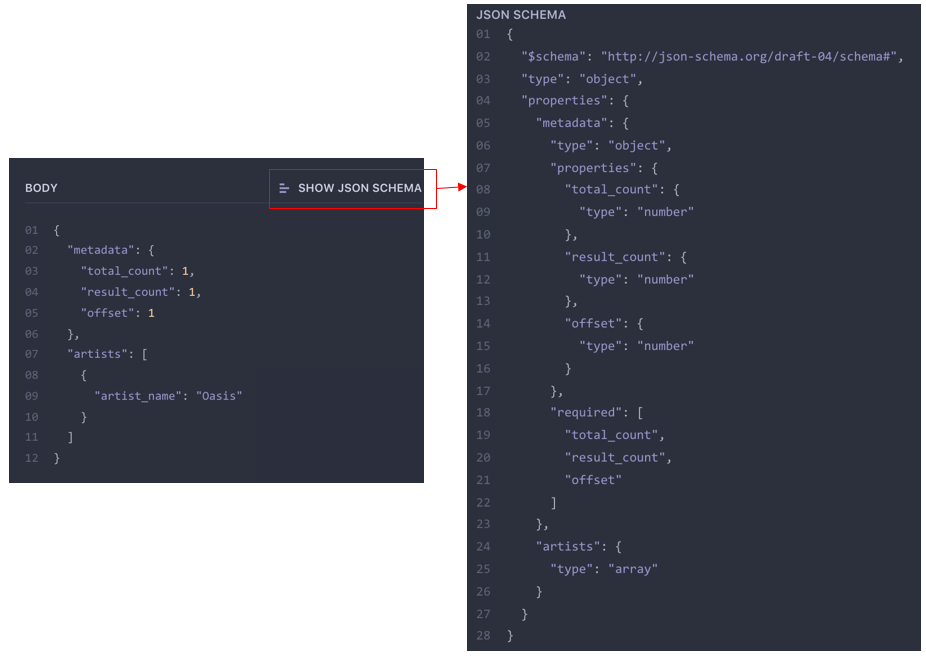 BODY
SHOW JSON SCHEMA
01 {
02   "metadata": {
03     "total_count": 1,
04     "result_count": 1,
05     "offset": 1
06   },
07   "artists": [
08     {
09       "artist_name": "Oasis"
10     }
11   ]
12 }
JSON SCHEMA
01 {
02   "$schema": "http://json-schema.org/draft-04/schema#",
03   "type": "object",
04   "properties": {
05     "metadata": {
06       "type": "object",
07       "properties": {
08         "total_count": {
09           "type": "number"
10         },
11         "result_count": {
12           "type": "number"
13         },
14         "offset": {
15           "type": "number"
16         }
17       },
18       "required": [
19         "total_count",
20         "result_count",
21         "offset"
22       ]
23     },
24     "artists": {
25       "type": "array"
26     }
27   }
28 }